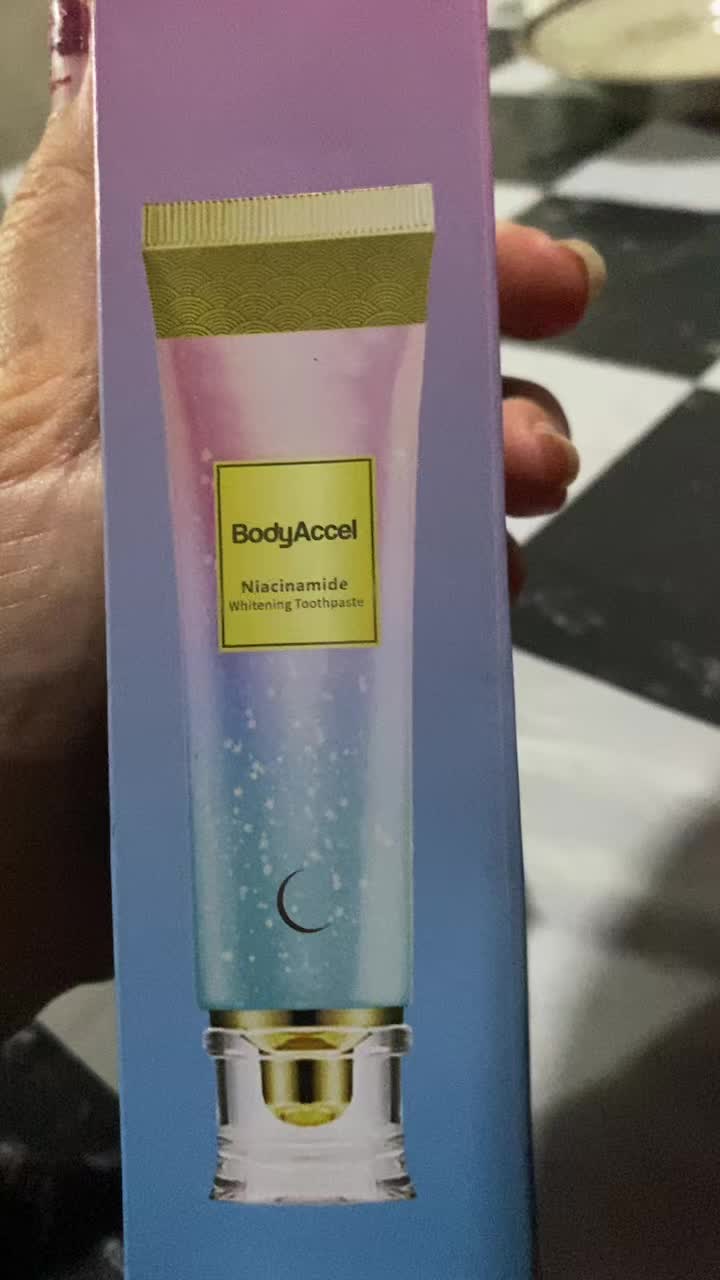 BodyAccel
Niacinamide
Whitening Toothpaste